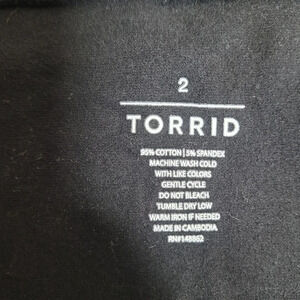 2
TORRID
95% COTTON | 5% SPANDEX
MACHINE WASH COLD
WITH LIKE COLORS
GENTLE CYCLE
DO NOT BLEACH
TUMBLE DRY LOW
WARM IRON IF NEEDED
MADE IN CAMBODIA
RN#148852